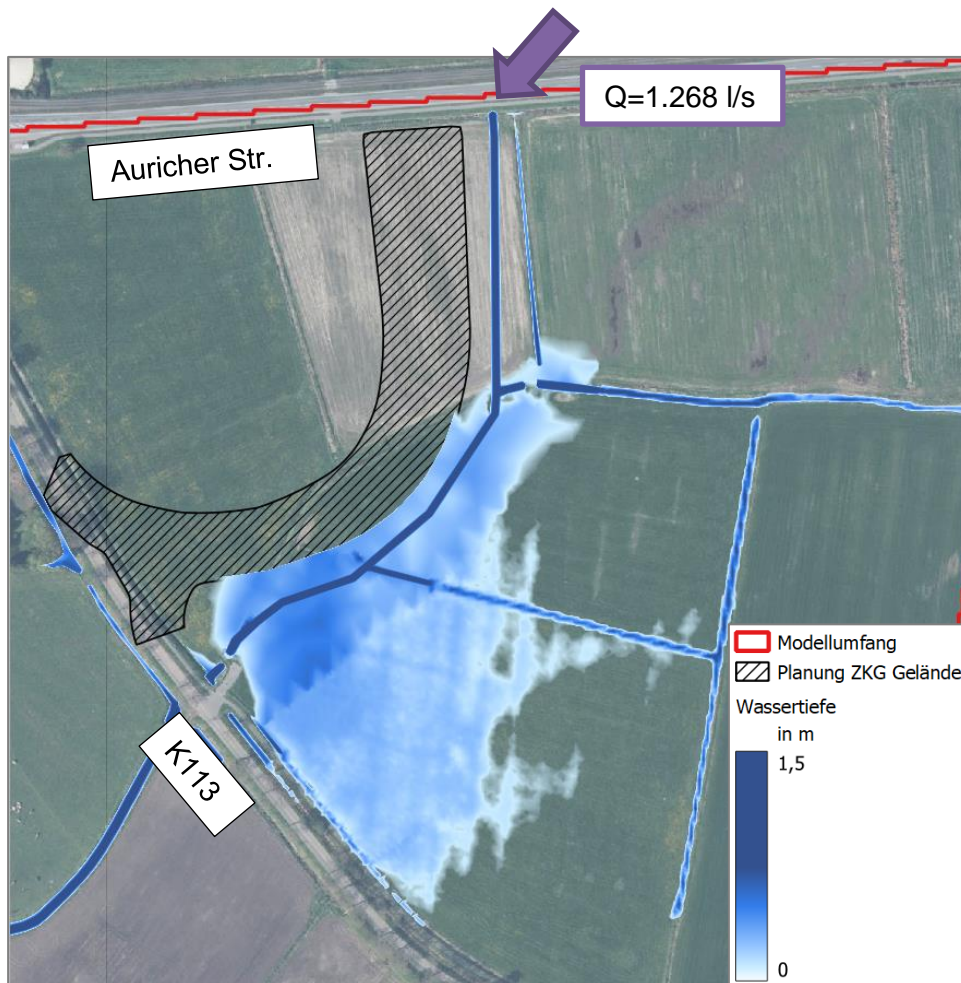 Q=1.268 l/s
Auricher Str.
K113
Modellumfang
Planung ZKG Gelände
Wassertiefe
in m
1,5
0